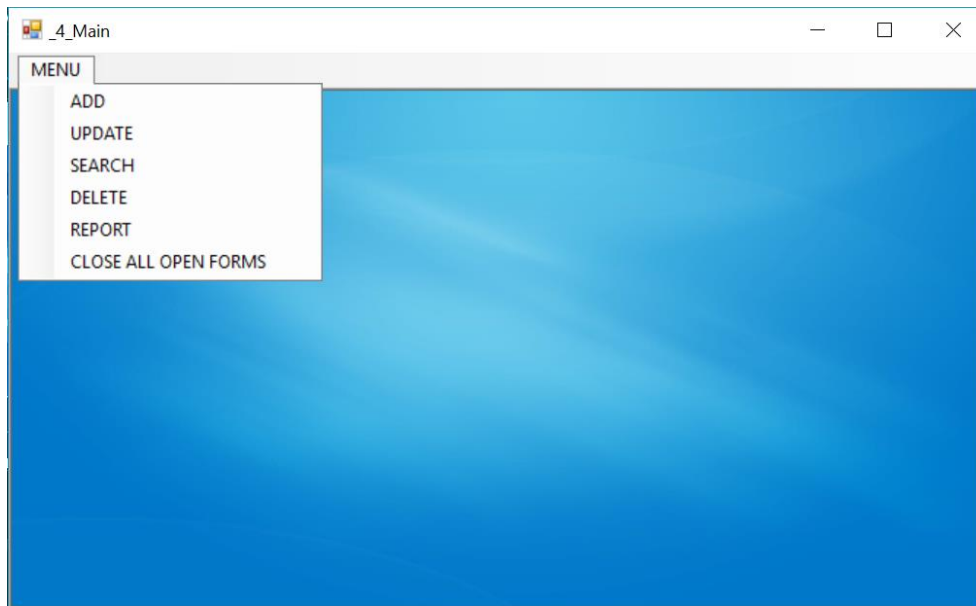 _4_Main
MENU
ADD
UPDATE
SEARCH
DELETE
REPORT
CLOSE ALL OPEN FORMS